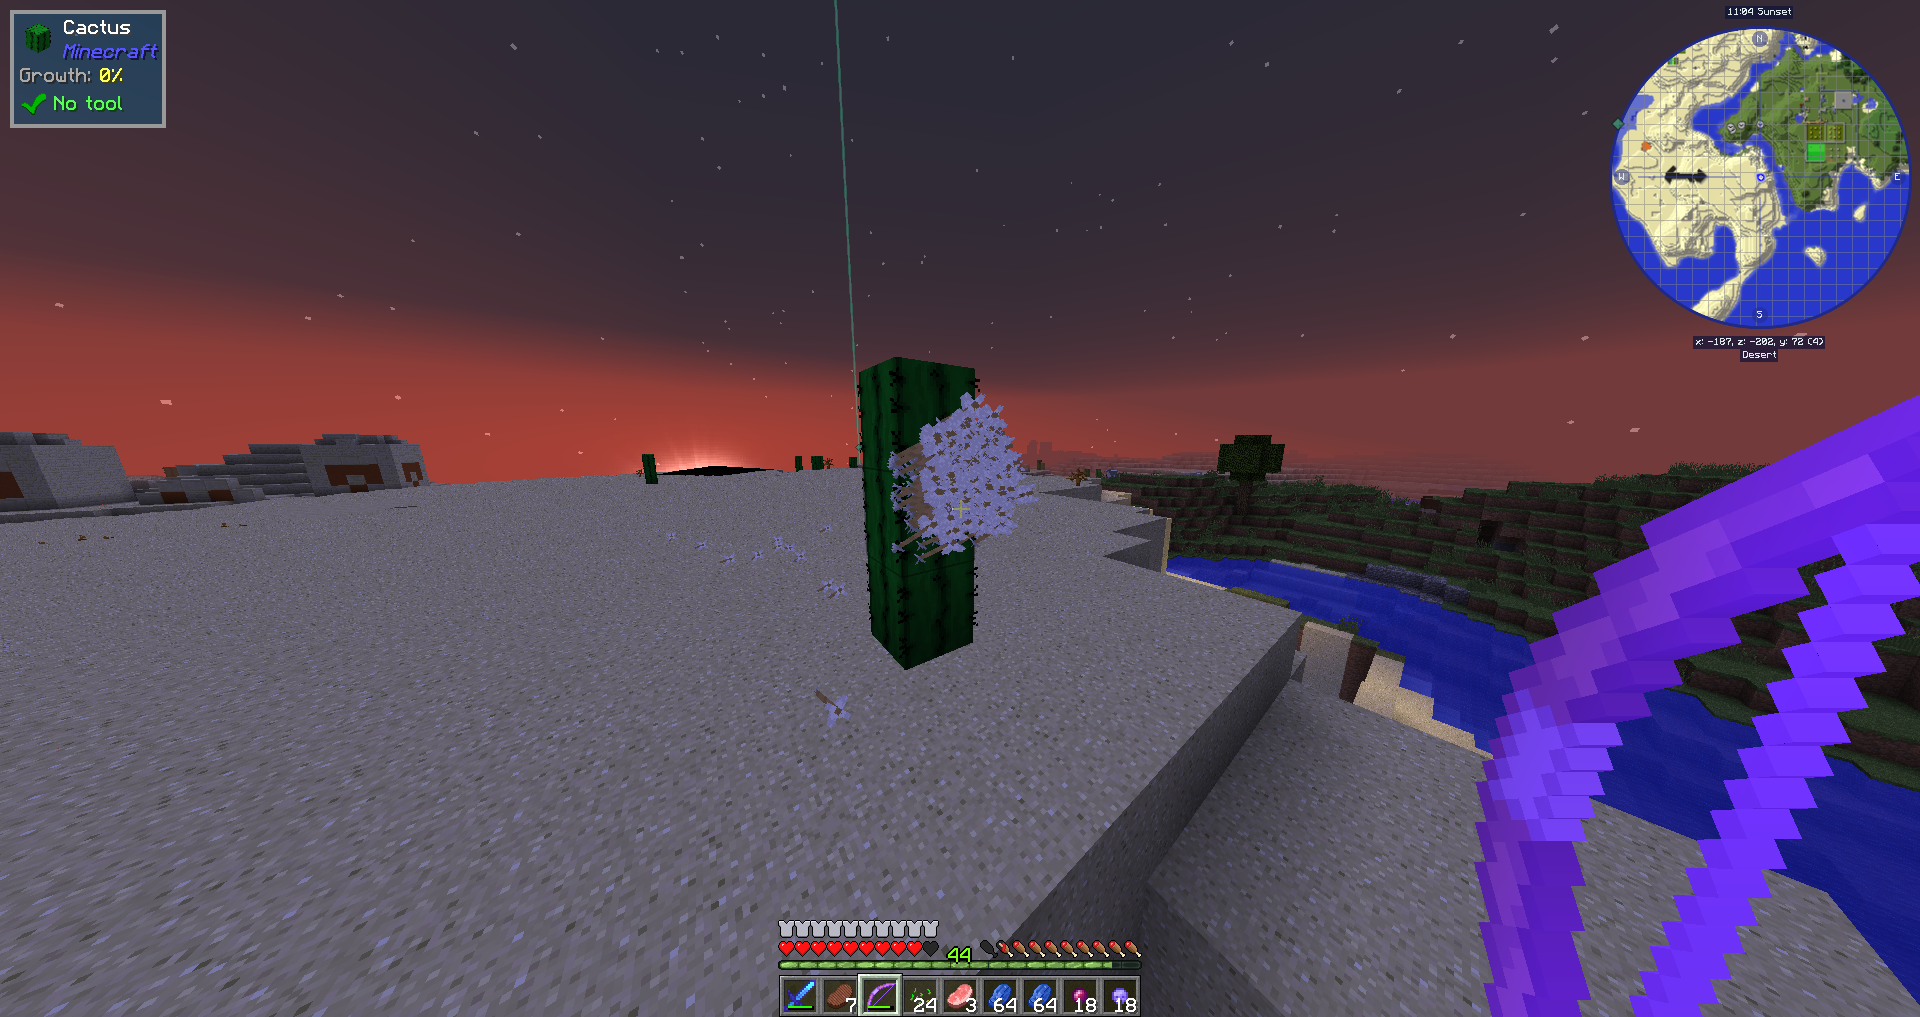 Cactus
Minecraft
Growth: 0%
No tool
11:04 Sunset
N
W
E
S
x: -187, z: -202, y: 72 (4)
Desert
44
7
24
3
64
64
18
18